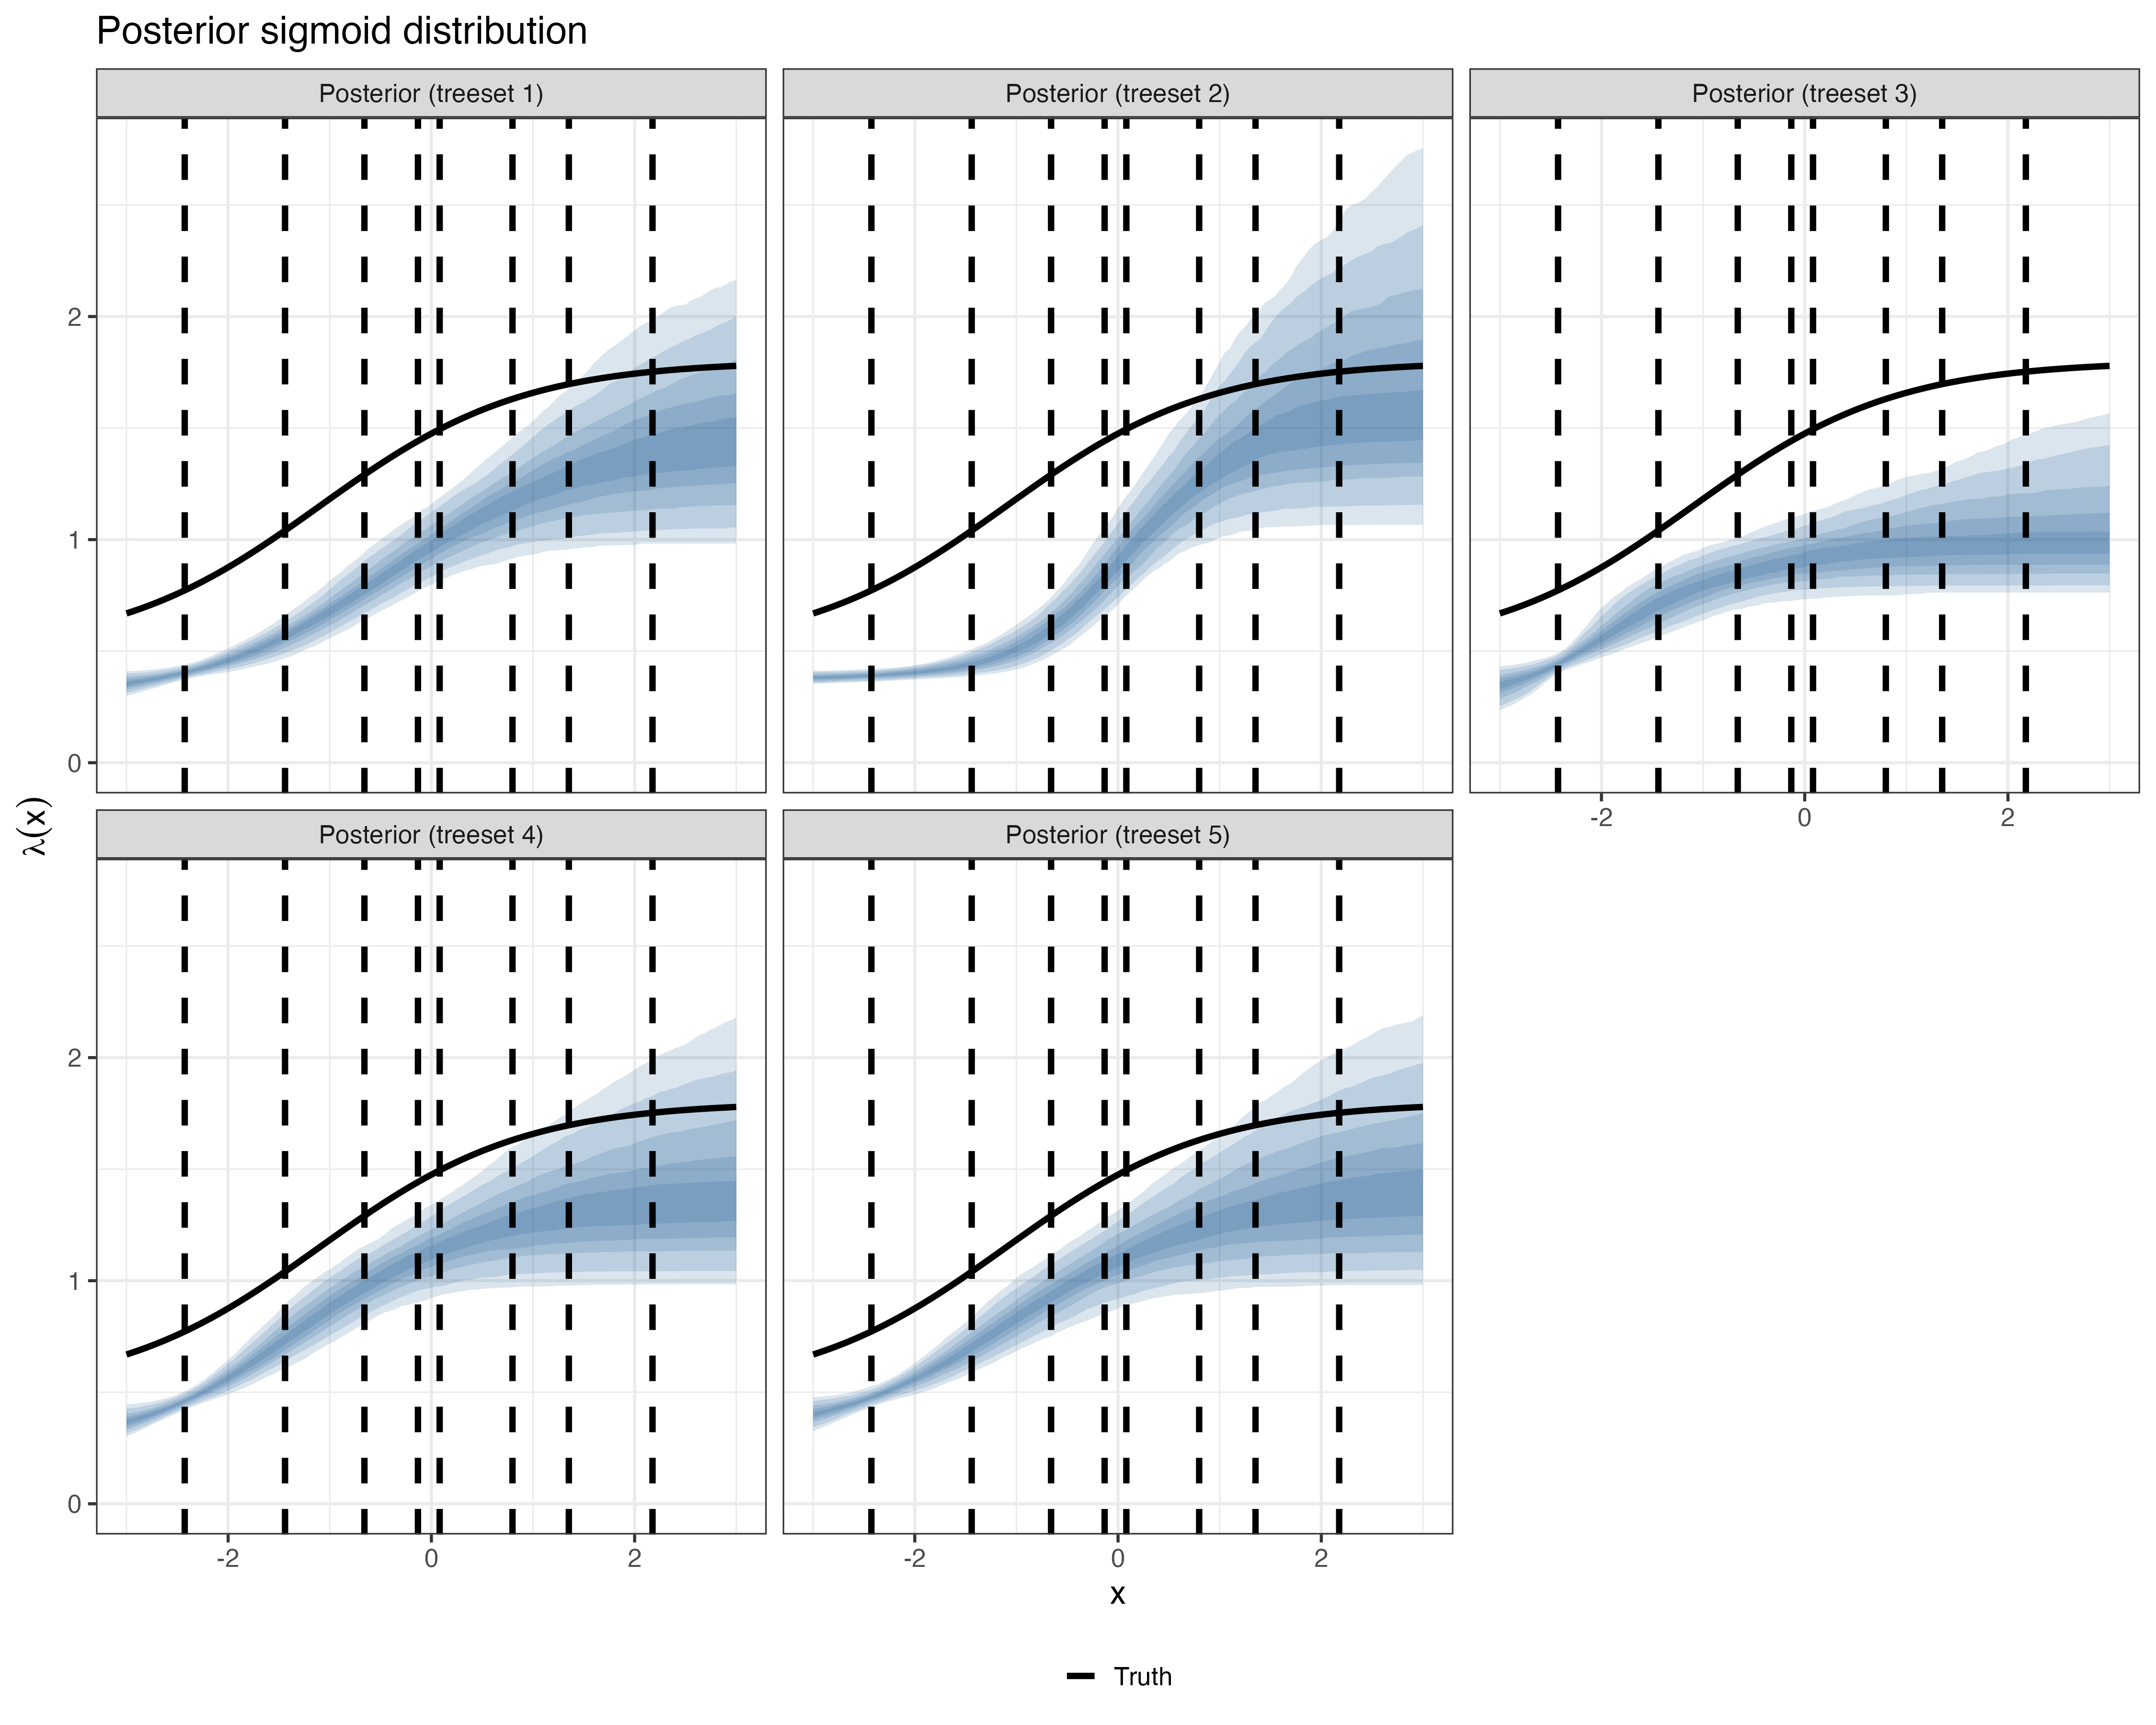 Posterior sigmoid distribution
Posterior (treeset 1)
Posterior (treeset 2)
Posterior (treeset 3)
2
1
0
-2 0 2
λ(x)
Posterior (treeset 4)
Posterior (treeset 5)
2
1
0
-2 0 2
-2 0 2
x
Truth